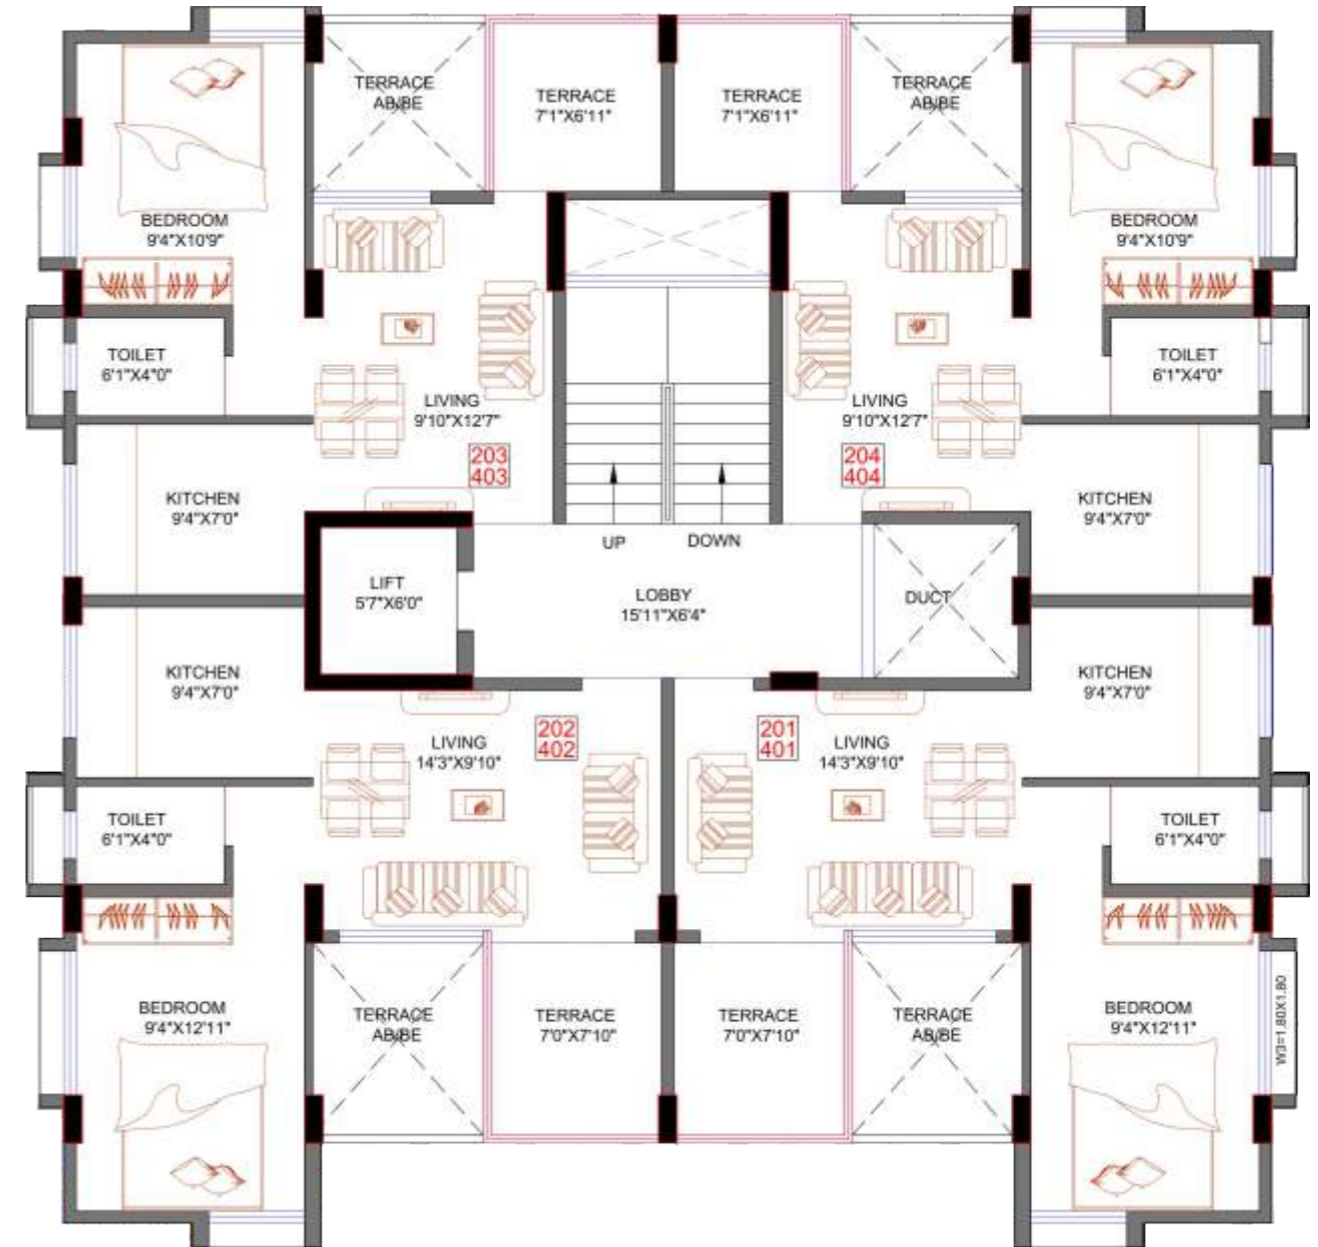 TERRACE
AB/BE
TERRACE
7'1"X6'11"
TERRACE
7'1"X6'11"
TERRACE
AB/BE
BEDROOM
9'4"X10'9"
BEDROOM
9'4"X10'9"
TOILET
6'1"X4'0"
TOILET
6'1"X4'0"
LIVING
9'10"X12'7"
LIVING
9'10"X12'7"
203
403
204
404
KITCHEN
9'4"X7'0"
KITCHEN
9'4"X7'0"
UP
DOWN
LIFT
5'7"X6'0"
LOBBY
15'11"X6'4"
DUCT
KITCHEN
9'4"X7'0"
KITCHEN
9'4"X7'0"
202
402
201
401
LIVING
14'3"X9'10"
LIVING
14'3"X9'10"
TOILET
6'1"X4'0"
TOILET
6'1"X4'0"
BEDROOM
9'4"X12'11"
TERRACE
AB/BE
TERRACE
7'0"X7'10"
TERRACE
7'0"X7'10"
TERRACE
AB/BE
BEDROOM
9'4"X12'11"
W3=1.80X1.80